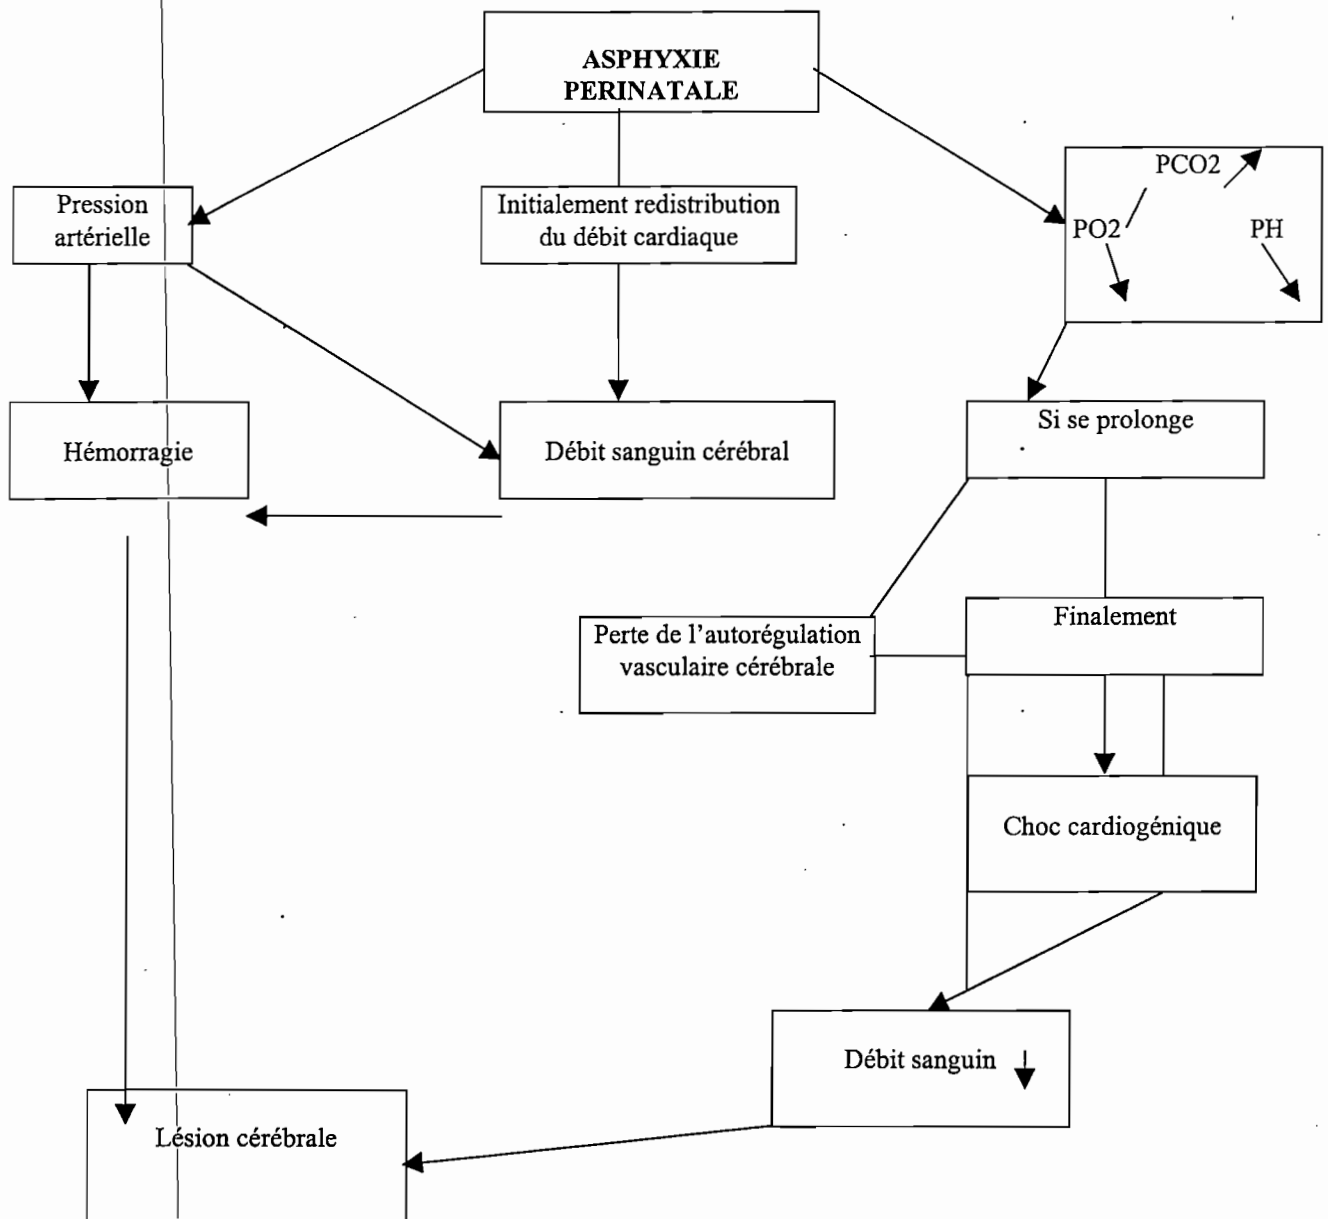 ASPHYXIE
PERINATALE
PCO2
Pression
artérielle
Initialement redistribution
du débit cardiaque
PO2
PH
Si se prolonge
Hémorragie
Débit sanguin cérébral
Finalement
Perte de l'autorégulation
vasculaire cérébrale
Choc cardiogénique
Débit sanguin
Lésion cérébrale